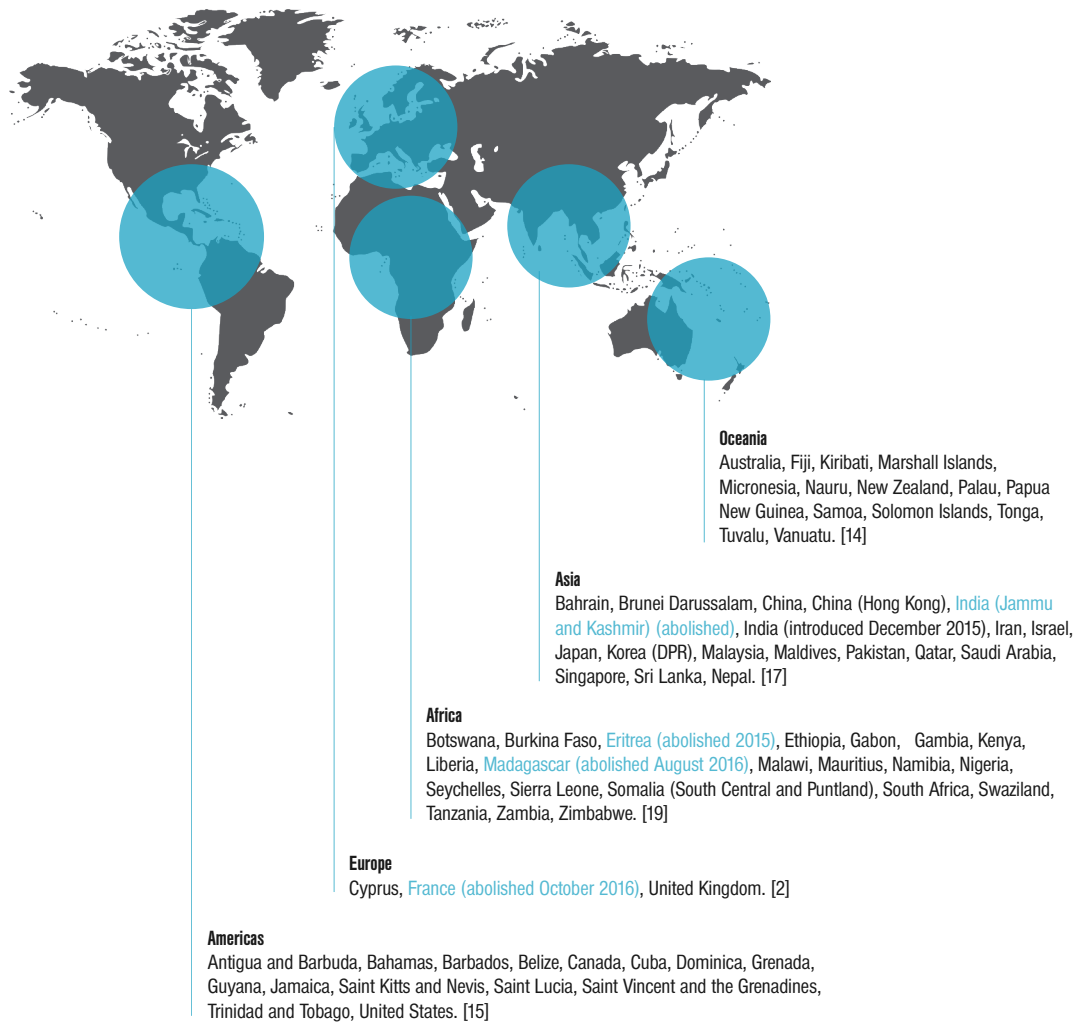 Oceania
Australia, Fiji, Kiribati, Marshall Islands,
Micronesia, Nauru, New Zealand, Palau, Papua
New Guinea, Samoa, Solomon Islands, Tonga,
Tuvalu, Vanuatu. [14]
Asia
Bahrain, Brunei Darussalam, China, China (Hong Kong), India (Jammu
and Kashmir) (abolished), India (introduced December 2015), Iran, Israel,
Japan, Korea (DPR), Malaysia, Maldives, Pakistan, Qatar, Saudi Arabia,
Singapore, Sri Lanka, Nepal. [17]
Africa
Botswana, Burkina Faso, Eritrea (abolished 2015), Ethiopia, Gabon, Gambia, Kenya,
Liberia, Madagascar (abolished August 2016), Malawi, Mauritius, Namibia, Nigeria,
Seychelles, Sierra Leone, Somalia (South Central and Puntland), South Africa, Swaziland,
Tanzania, Zambia, Zimbabwe. [19]
Europe
Cyprus, France (abolished October 2016), United Kingdom. [2]
Americas
Antigua and Barbuda, Bahamas, Barbados, Belize, Canada, Cuba, Dominica, Grenada,
Guyana, Jamaica, Saint Kitts and Nevis, Saint Lucia, Saint Vincent and the Grenadines,
Trinidad and Tobago, United States. [15]